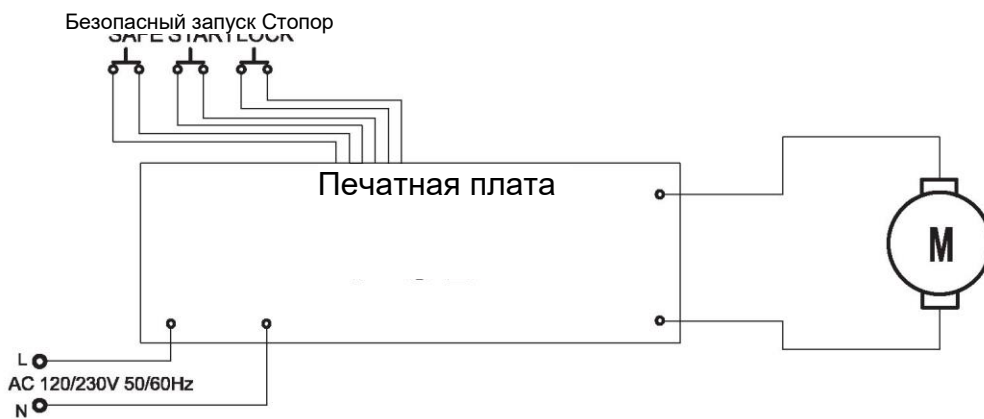 Безопасный запуск Стопор
SAFE START LOCK
Печатная плата
M
L
AC 120/230V 50/60Hz
N